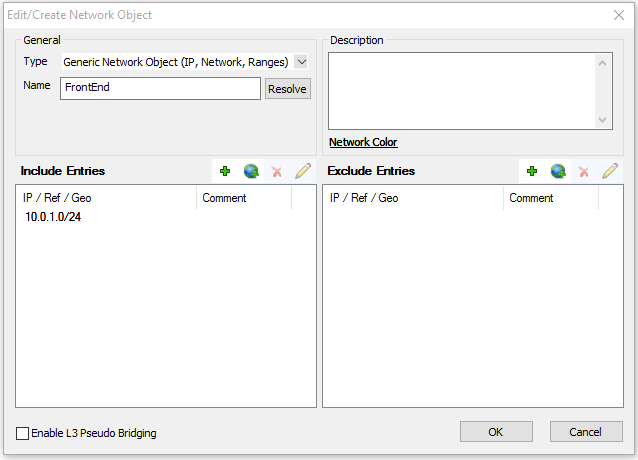 Edit/Create Network Object
General
Type Generic Network Object (IP, Network, Ranges)
Name FrontEnd Resolve
Description
Network Color
Include Entries
IP / Ref / Geo Comment
10.0.1.0/24
Exclude Entries
IP / Ref / Geo Comment
Enable L3 Pseudo Bridging
OK Cancel